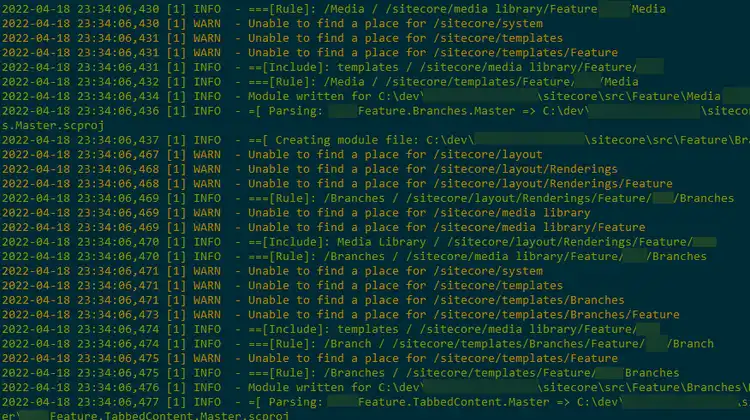 2022-04-18 23:34:06,430 [1] INFO  - ===[Rule]: /Media / /sitecore/media library/Feature Media
2022-04-18 23:34:06,430 [1] WARN  - Unable to find a place for /sitecore/system
2022-04-18 23:34:06,431 [1] WARN  - Unable to find a place for /sitecore/templates
2022-04-18 23:34:06,431 [1] WARN  - Unable to find a place for /sitecore/templates/Feature
2022-04-18 23:34:06,431 [1] INFO  - ==[Include]: templates / /sitecore/media library/Feature/
2022-04-18 23:34:06,432 [1] INFO  - ===[Rule]: /Media / /sitecore/templates/Feature/ /Media
2022-04-18 23:34:06,434 [1] INFO  - Module written for C:\dev\ \sitecore\src\Feature\Media
2022-04-18 23:34:06,436 [1] INFO  - =[ Parsing: Feature.Branches.Master => C:\dev\ \sitecore
s.Master.scproj
2022-04-18 23:34:06,437 [1] INFO  - ==[ Creating module file: C:\dev\ \sitecore\src\Feature\Bra
2022-04-18 23:34:06,467 [1] WARN  - Unable to find a place for /sitecore/layout
2022-04-18 23:34:06,468 [1] WARN  - Unable to find a place for /sitecore/layout/Renderings
2022-04-18 23:34:06,468 [1] WARN  - Unable to find a place for /sitecore/layout/Renderings/Feature
2022-04-18 23:34:06,469 [1] INFO  - ===[Rule]: /Branches / /sitecore/layout/Renderings/Feature/ /Branches
2022-04-18 23:34:06,469 [1] WARN  - Unable to find a place for /sitecore/media library
2022-04-18 23:34:06,469 [1] WARN  - Unable to find a place for /sitecore/media library/Feature
2022-04-18 23:34:06,470 [1] INFO  - ==[Include]: Media Library / /sitecore/layout/Renderings/Feature/
2022-04-18 23:34:06,470 [1] INFO  - ===[Rule]: /Branches / /sitecore/media library/Feature/ /Branches
2022-04-18 23:34:06,471 [1] WARN  - Unable to find a place for /sitecore/system
2022-04-18 23:34:06,471 [1] WARN  - Unable to find a place for /sitecore/templates
2022-04-18 23:34:06,471 [1] WARN  - Unable to find a place for /sitecore/templates/Branches
2022-04-18 23:34:06,473 [1] WARN  - Unable to find a place for /sitecore/templates/Branches/Feature
2022-04-18 23:34:06,474 [1] INFO  - ==[Include]: templates / /sitecore/media library/Feature/
2022-04-18 23:34:06,474 [1] INFO  - ===[Rule]: /Branch / /sitecore/templates/Branches/Feature/ /Branch
2022-04-18 23:34:06,475 [1] WARN  - Unable to find a place for /sitecore/templates/Feature
2022-04-18 23:34:06,475 [1] INFO  - ===[Rule]: /Branches / /sitecore/templates/Feature/ Branches
2022-04-18 23:34:06,476 [1] INFO  - Module written for C:\dev\ \sitecore\src\Feature\Branches\
2022-04-18 23:34:06,477 [1] INFO  - =[ Parsing: Feature.TabbedContent.Master => C:\dev\ \s
er\ Feature.TabbedContent.Master.scproj